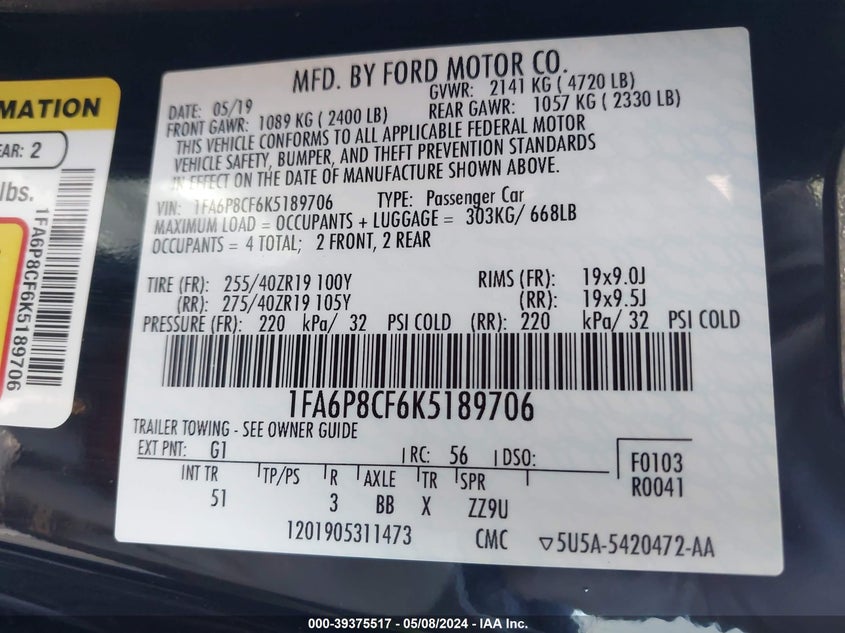 MATION
EAR: 2
lbs.
1FA6P8CF6K5189706
MFD. BY FORD MOTOR CO.
DATE: 05/19 GVWR: 2141 KG ( 4720 LB)
FRONT GAWR: 1089 KG ( 2400 LB) REAR GAWR: 1057 KG ( 2330 LB)
THIS VEHICLE CONFORMS TO ALL APPLICABLE FEDERAL MOTOR
VEHICLE SAFETY, BUMPER, AND THEFT PREVENTION STANDARDS
IN EFFECT ON THE DATE OF MANUFACTURE SHOWN ABOVE.
VIN: 1FA6P8CF6K5189706 TYPE: Passenger Car
MAXIMUM LOAD = OCCUPANTS + LUGGAGE = 303KG/ 668LB
OCCUPANTS = 4 TOTAL; 2 FRONT, 2 REAR
TIRE (FR): 255/40ZR19 100Y RIMS (FR): 19x9.0J
(RR): 275/40ZR19 105Y (RR): 19x9.5J
PRESSURE (FR): 220 kPa/ 32 PSI COLD (RR): 220 kPa/ 32 PSI COLD
1FA6P8CF6K5189706
TRAILER TOWING - SEE OWNER GUIDE
EXT PNT: G1 RC: 56 DSO: F0103
INT TR TP/PS R AXLE TR SPR R0041
51 3 BB X ZZ9U
1201905311473 CMC 5U5A-5420472-AA
000-39375517 - 05/08/2024 - IAA Inc.